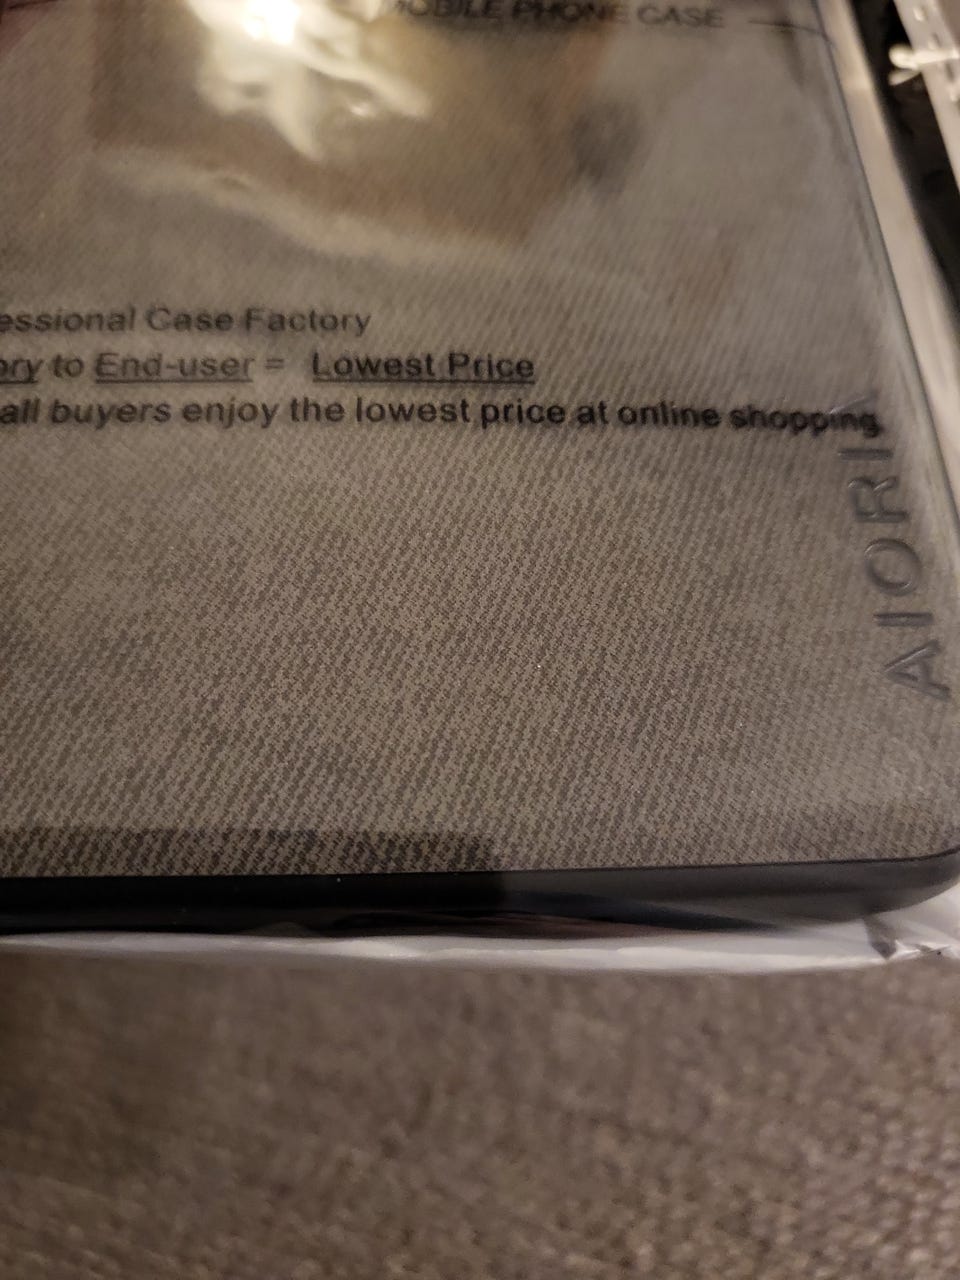 MOBILE PHONE CASE
essional Case Factory
ory to End-user = Lowest Price
all buyers enjoy the lowest price at online shopping
AIORIA